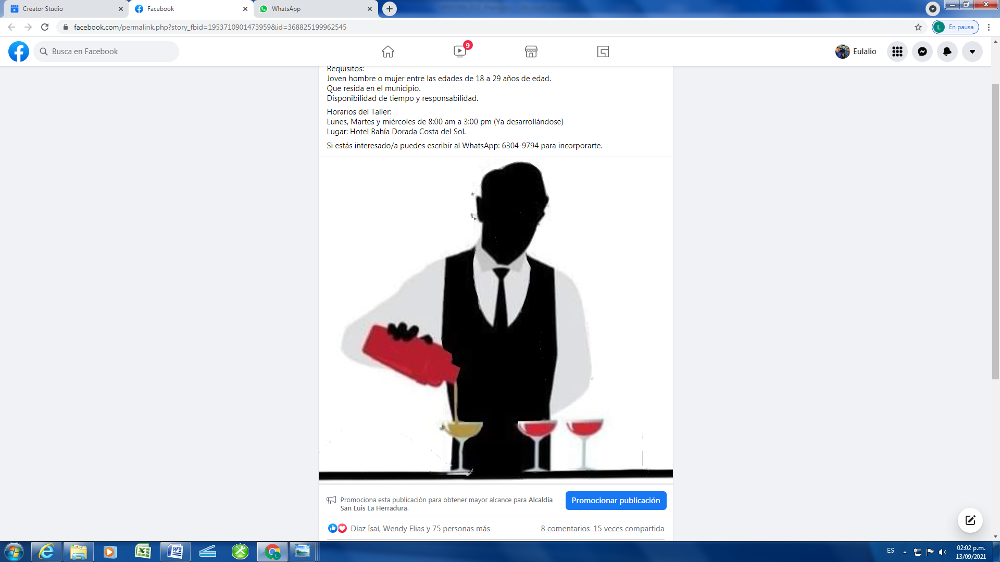 Creator Studio
Facebook
WhatsApp
facebook.com/permalink.php?story_fbid=1953710901473959&id=368825199962545
L En pausa
Busca en Facebook
9
Eulalio
Requisitos:
Joven hombre o mujer entre las edades de 18 a 29 años de edad.
Que resida en el municipio.
Disponibilidad de tiempo y responsabilidad.
Horarios del Taller:
Lunes, Martes y miércoles de 8:00 am a 3:00 pm (Ya desarrollándose)
Lugar: Hotel Bahía Dorada Costa del Sol.
Si estás interesado/a puedes escribir al WhatsApp: 6304-9794 para incorporarte.
Promociona esta publicación para obtener mayor alcance para Alcaldía
San Luis La Herradura.
Promocionar publicación
Díaz Isaí, Wendy Elias y 75 personas más
8 comentarios 15 veces compartida
ES
02:02 p.m.
13/09/2021